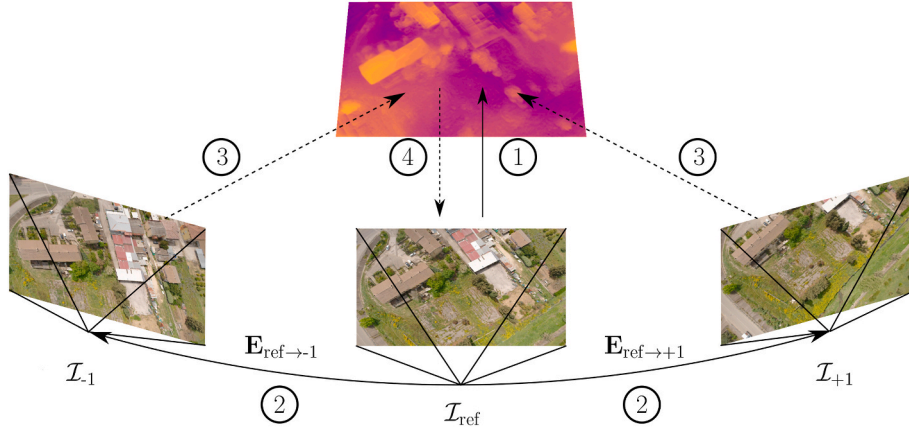 ③ ④ ① ③
E_ref→-1 E_ref→+1
I_-1 ② ② I_+1
I_ref